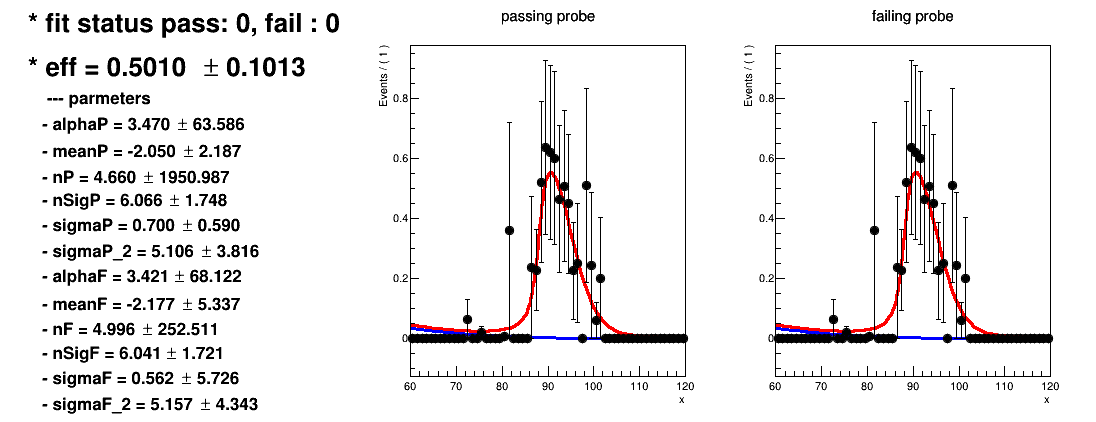 * fit status pass: 0, fail : 0
* eff = 0.5010 ± 0.1013
--- parmeters
- alphaP = 3.470 ± 63.586
- meanP = -2.050 ± 2.187
- nP = 4.660 ± 1950.987
- nSigP = 6.066 ± 1.748
- sigmaP = 0.700 ± 0.590
- sigmaP_2 = 5.106 ± 3.816
- alphaF = 3.421 ± 68.122
- meanF = -2.177 ± 5.337
- nF = 4.996 ± 252.511
- nSigF = 6.041 ± 1.721
- sigmaF = 0.562 ± 5.726
- sigmaF_2 = 5.157 ± 4.343
passing probe
Events / ( 1 )
0.8
0.6
0.4
0.2
0
60 70 80 90 100 110 120
x
failing probe
Events / ( 1 )
0.8
0.6
0.4
0.2
0
60 70 80 90 100 110 120
x